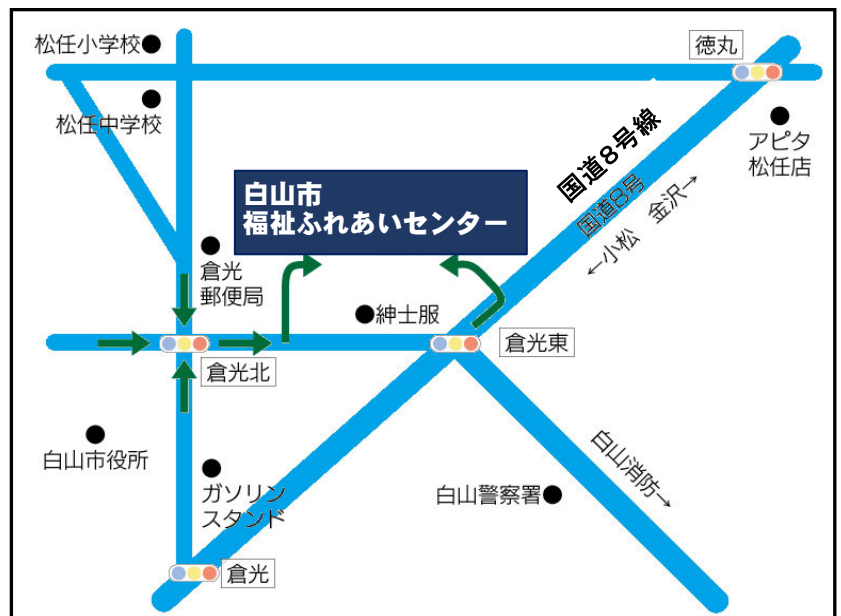 松任小学校
徳丸
松任中学校
アピタ
松任店
国道8号線
国道8号
白山市
福祉ふれあいセンター
←小松 金沢→
倉光
郵便局
紳士服
倉光東
倉光北
白山市役所
ガソリン
スタンド
白山警察署
白山消防→
倉光